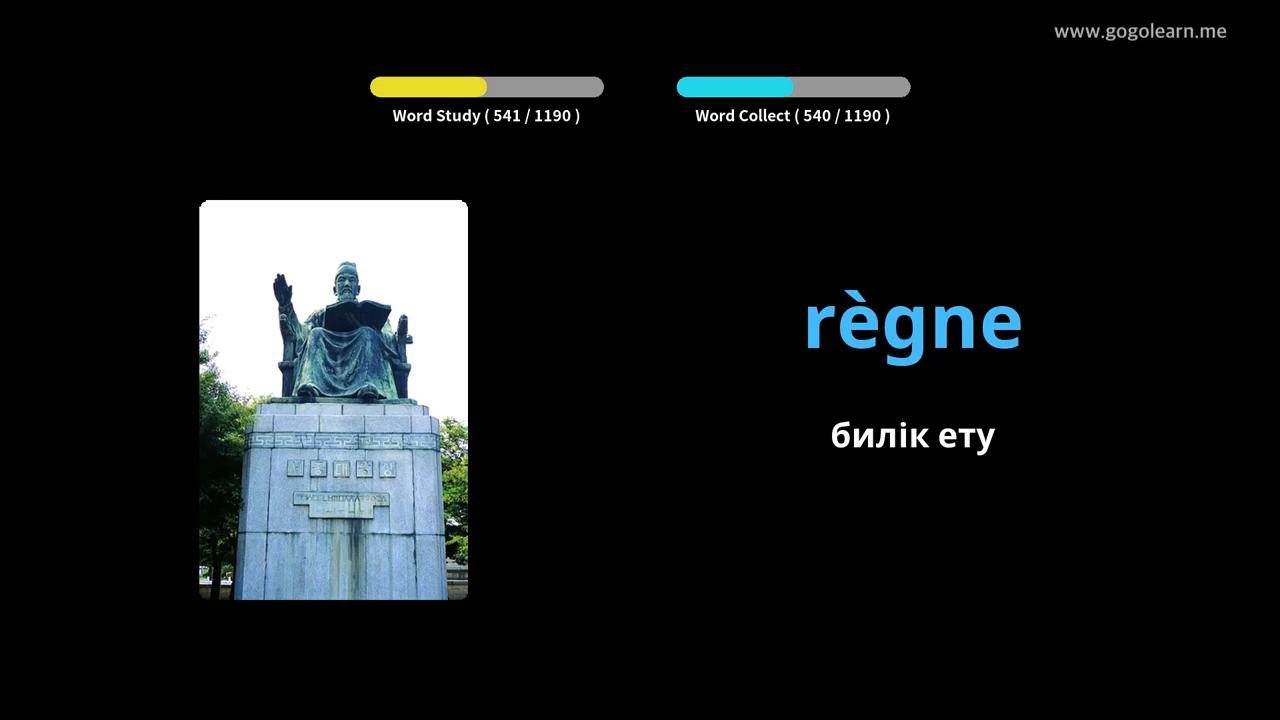 www.gogolearn.me
Word Study ( 541 / 1190 )
Word Collect ( 540 / 1190 )
règne
билік ету